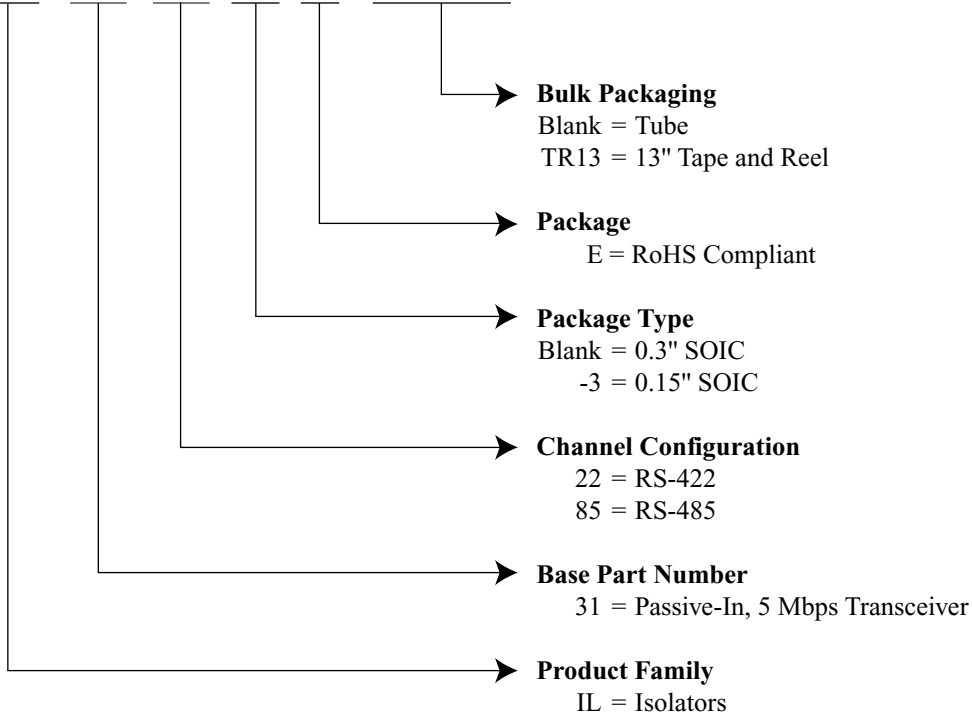 Bulk Packaging
Blank = Tube
TR13 = 13" Tape and Reel
Package
E = RoHS Compliant
Package Type
Blank = 0.3" SOIC
-3 = 0.15" SOIC
Channel Configuration
22 = RS-422
85 = RS-485
Base Part Number
31 = Passive-In, 5 Mbps Transceiver
Product Family
IL = Isolators